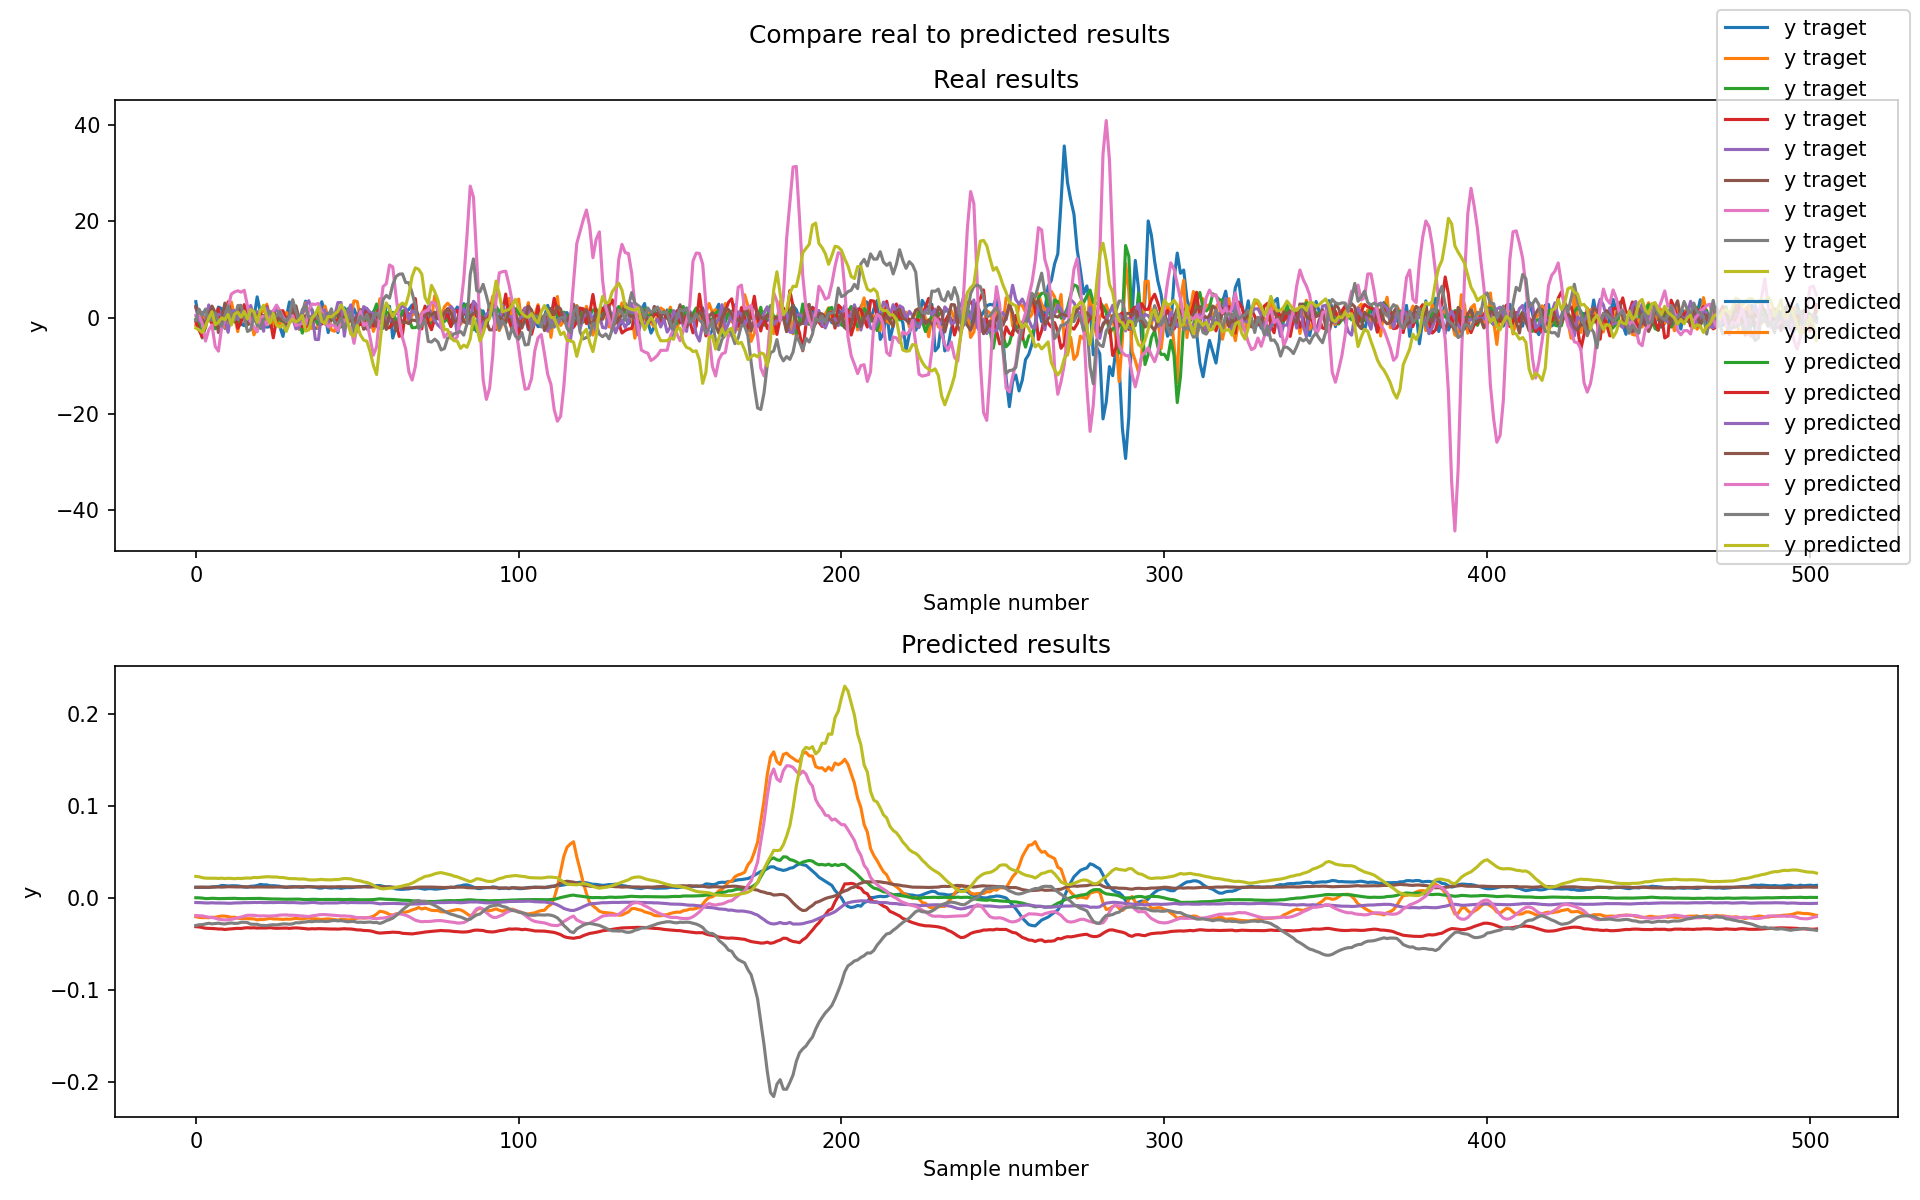 Compare real to predicted results
Real results
y
40
20
0
−20
−40
0 100 200 300 400 500
Sample number
y traget
y traget
y traget
y traget
y traget
y traget
y traget
y traget
y traget
y predicted
y predicted
y predicted
y predicted
y predicted
y predicted
y predicted
y predicted
y predicted
Predicted results
y
0.2
0.1
0.0
−0.1
−0.2
0 100 200 300 400 500
Sample number